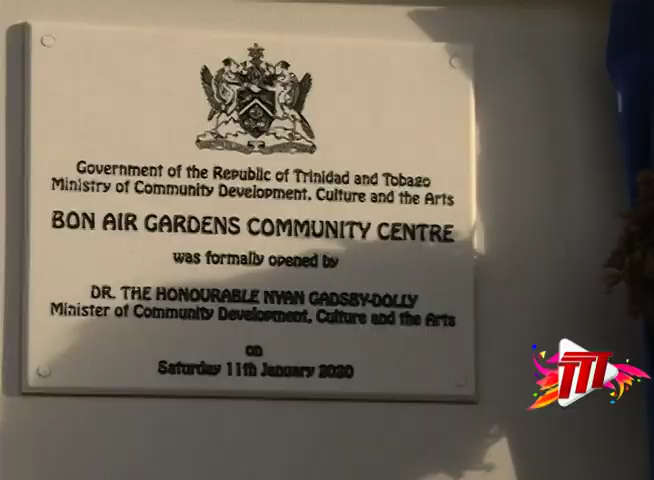 Government of the Republic of Trinidad and Tobago
Ministry of Community Development, Culture and the Arts
BON AIR GARDENS COMMUNITY CENTRE
was formally opened by
DR. THE HONOURABLE NYAN GADSBY-DOLLY
Minister of Community Development, Culture and the Arts
on
Saturday 11th January 2020
TTT